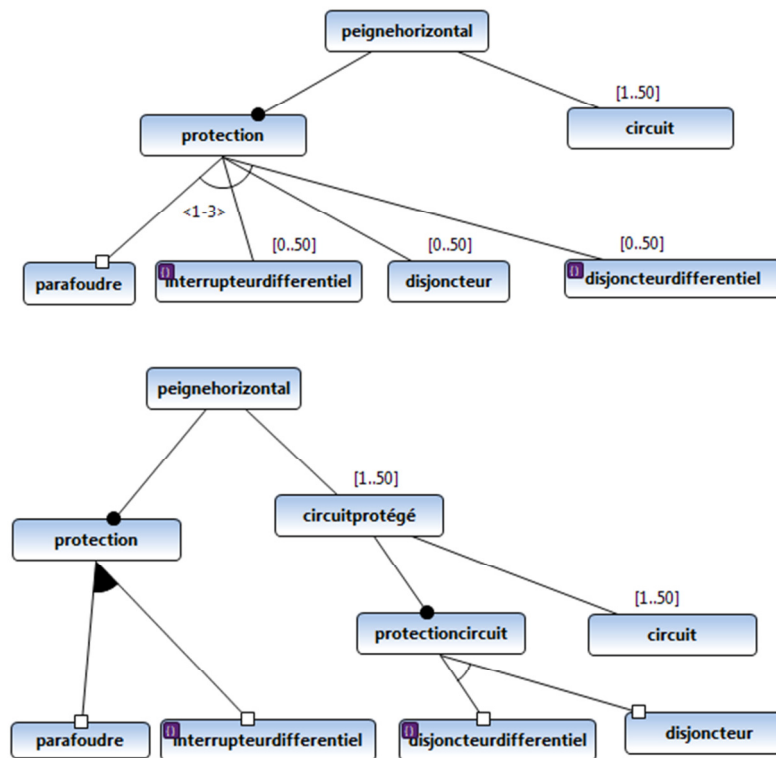 peignehorizontal
[1..50]
protection
circuit
<1-3>
[0..50]
[0..50]
[0..50]
parafoudre
interrupteurdifferentiel
disjoncteur
disjoncteurdifferentiel
peignehorizontal
[1..50]
circuitprotégé
protection
[1..50]
protectioncircuit
circuit
parafoudre
interrupteurdifferentiel
disjoncteurdifferentiel
disjoncteur